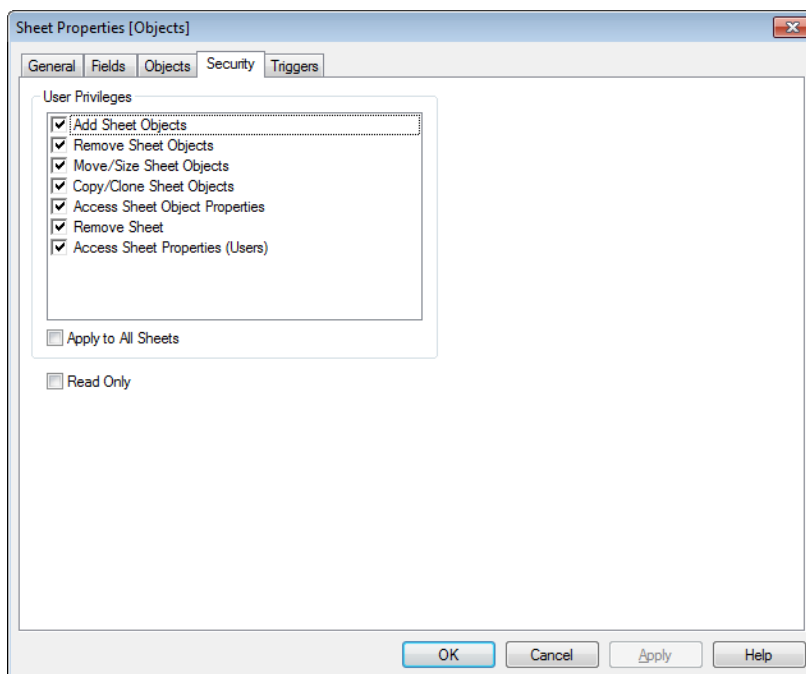 Sheet Properties [Objects]
General Fields Objects Security Triggers
User Privileges
Add Sheet Objects
Remove Sheet Objects
Move/Size Sheet Objects
Copy/Clone Sheet Objects
Access Sheet Object Properties
Remove Sheet
Access Sheet Properties (Users)
Apply to All Sheets
Read Only
OK Cancel Apply Help